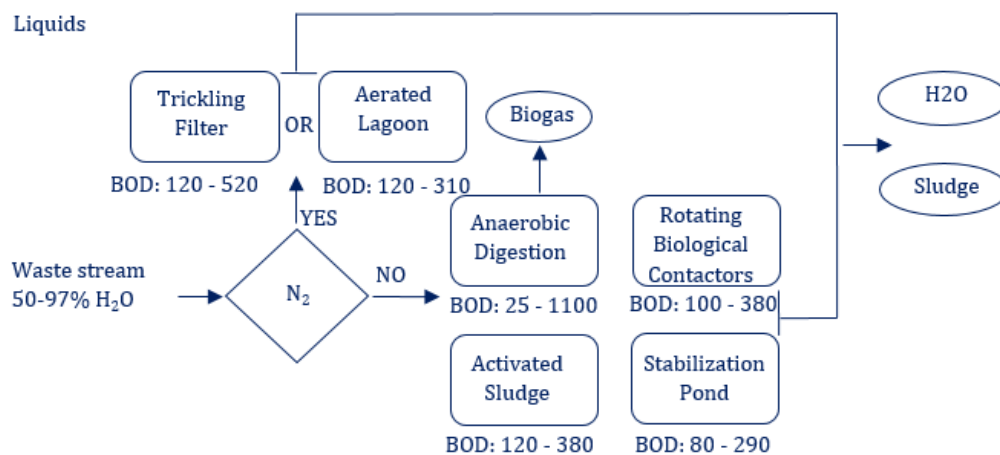 Liquids
Trickling
Filter
OR
Aerated
Lagoon
Biogas
H2O
Sludge
BOD: 120 - 520
BOD: 120 - 310
YES
Waste stream
50-97% H₂O
N₂
NO
Anaerobic
Digestion
Rotating
Biological
Contactors
BOD: 25 - 1100
BOD: 100 - 380
Activated
Sludge
Stabilization
Pond
BOD: 120 - 380
BOD: 80 - 290